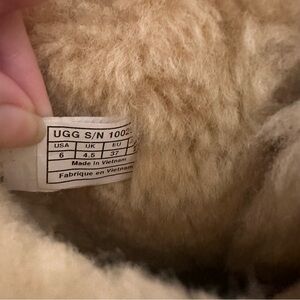 UGG S/N 1002
USA UK EU
6 4.5 37
Made in Vietnam
Fabriqué en Vietnam